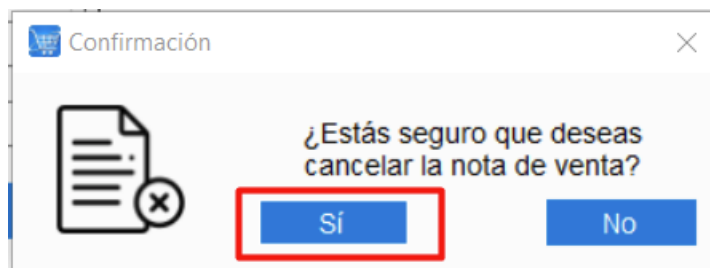 Confirmación
¿Estás seguro que deseas
cancelar la nota de venta?
Sí
No